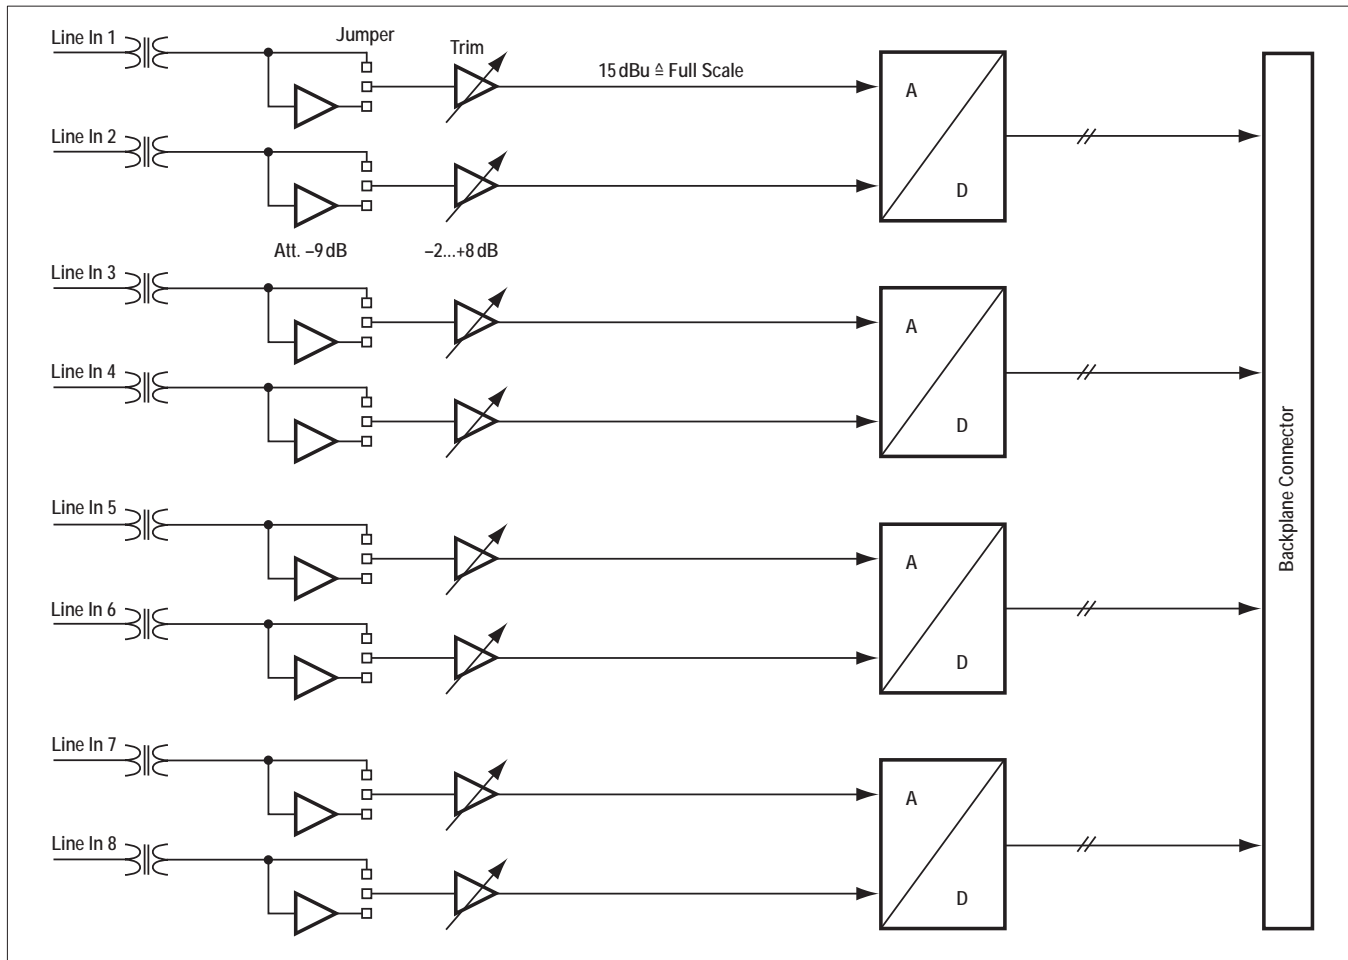 Line In 1
Jumper
Trim
15 dBu ≙ Full Scale
A
D
Line In 2
Att. –9 dB
–2...+8 dB
Line In 3
A
D
Line In 4
Backplane Connector
Line In 5
A
D
Line In 6
Line In 7
A
D
Line In 8